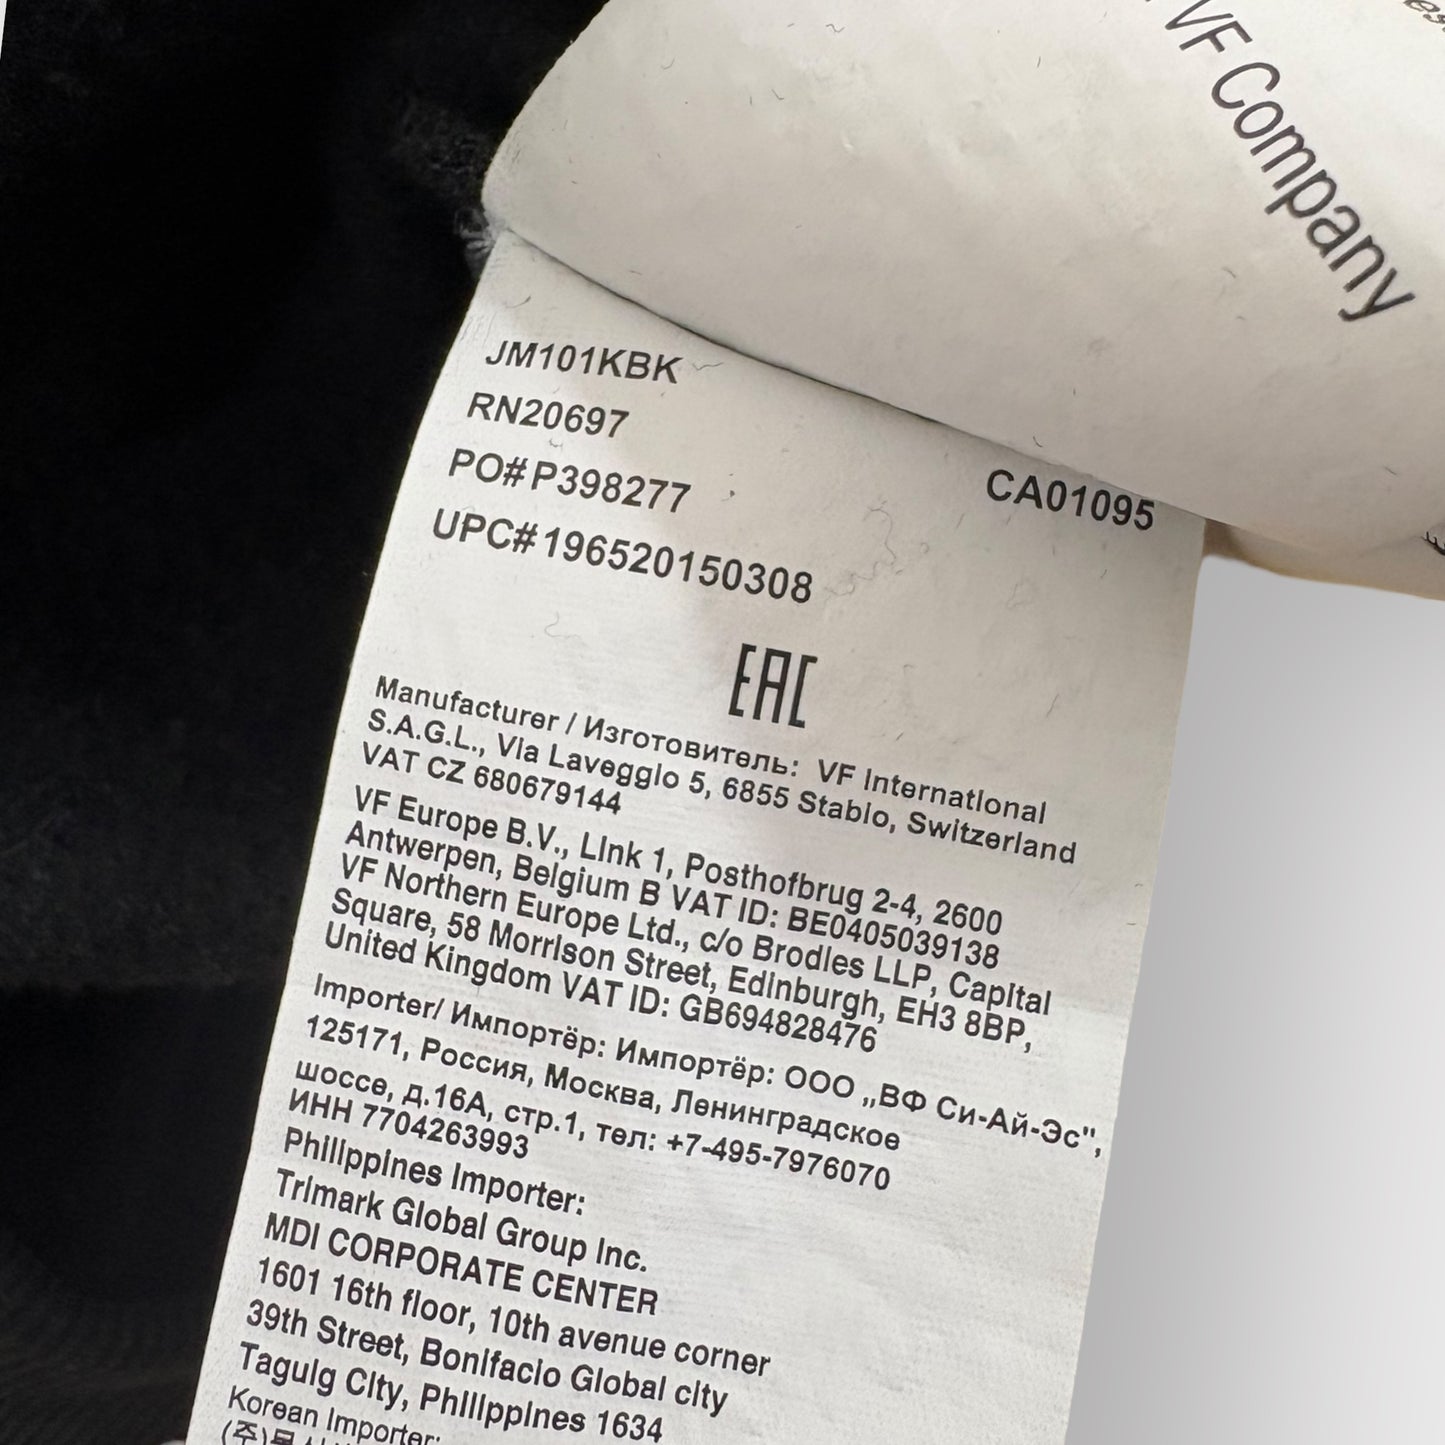 VF Company
JM101KBK
RN20697
PO# P398277
CA01095
UPC# 196520150308
EAC
Manufacturer / Изготовитель: VF International
S.A.G.L., Via Laveggio 5, 6855 Stabio, Switzerland
VAT CZ 680679144
VF Europe B.V., Link 1, Posthofbrug 2-4, 2600
Antwerpen, Belgium B VAT ID: BE0405039138
VF Northern Europe Ltd., c/o Brodies LLP, Capital
Square, 58 Morrison Street, Edinburgh, EH3 8BP,
United Kingdom VAT ID: GB694828476
Importer/ Импортёр: Импортёр: ООО „ВФ Си-Ай-Эс",
125171, Россия, Москва, Ленинградское
шоссе, д.16А, стр.1, тел: +7-495-7976070
ИНН 7704263993
Philippines Importer:
Trimark Global Group Inc.
MDI CORPORATE CENTER
1601 16th floor, 10th avenue corner
39th Street, Bonifacio Global city
Taguig City, Philippines 1634
Korean Importer: